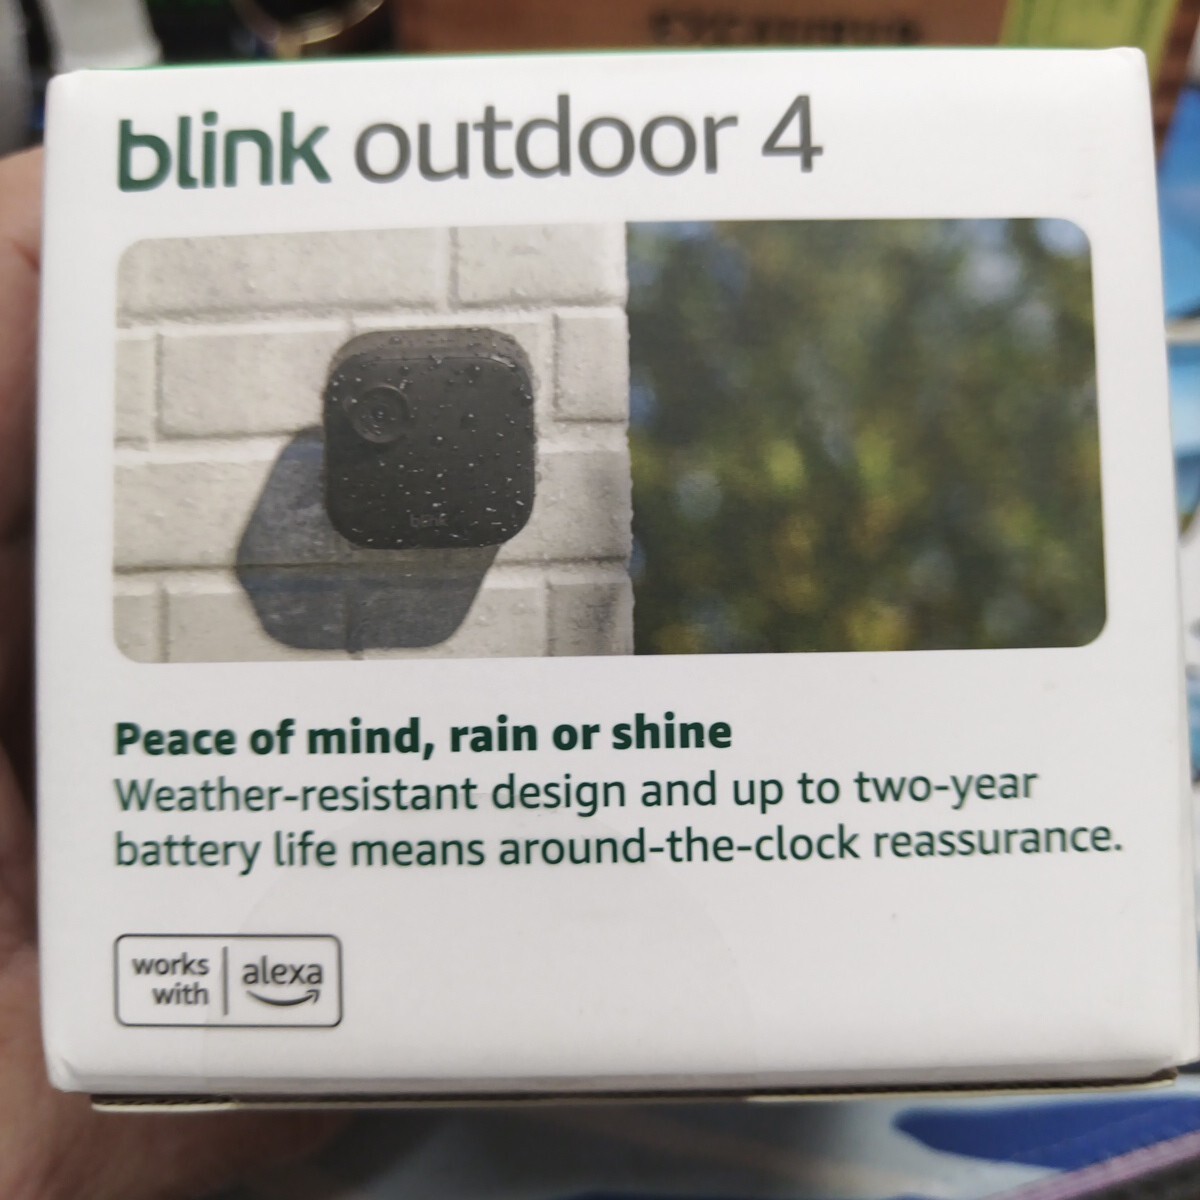 blink outdoor 4
blink
Peace of mind, rain or shine
Weather-resistant design and up to two-year
battery life means around-the-clock reassurance.
works
with
alexa